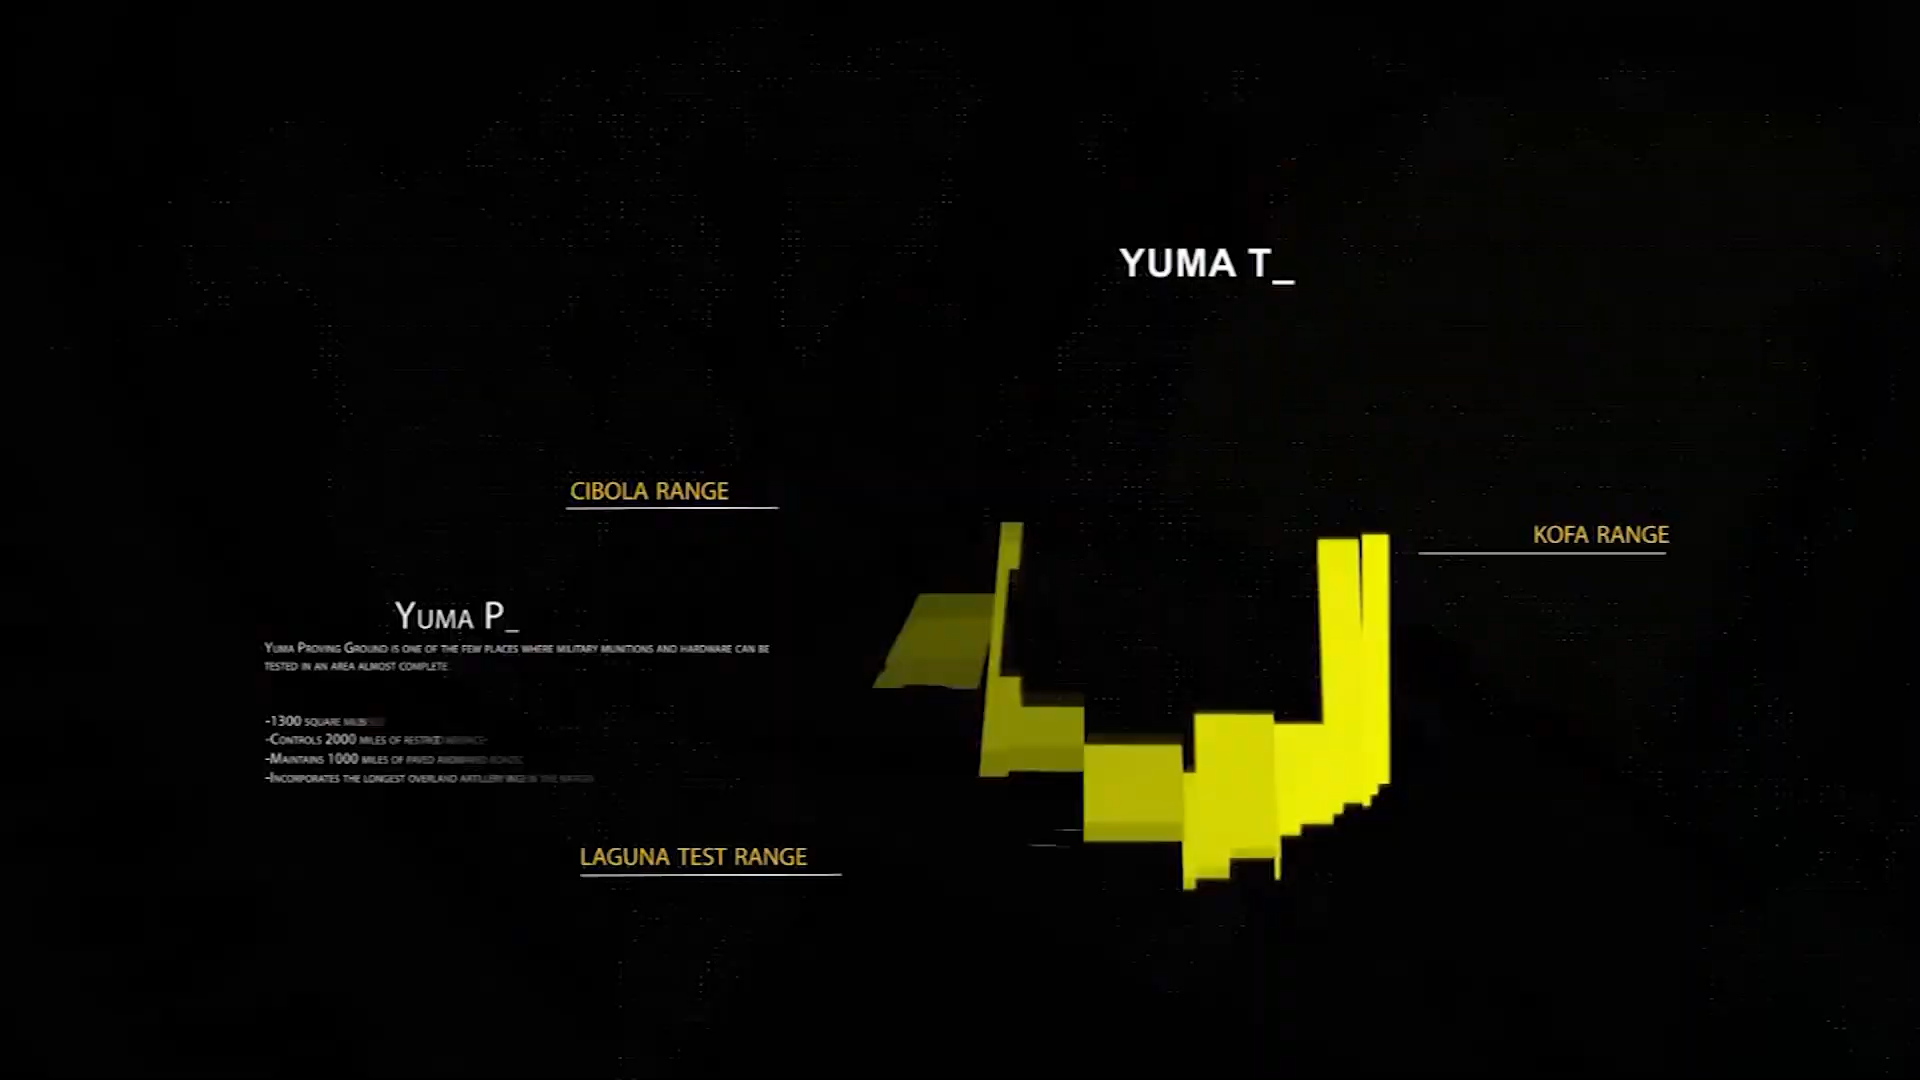 YUMA T_
CIBOLA RANGE
KOFA RANGE
Yuma P_
Yuma Proving Ground is one of the few places where military munitions and hardware can be
tested in an area almost complete
-1300 square
-Controls 2000 miles of
-Maintains 1000 miles of paved
-Incorporates the longest overland artillery
LAGUNA TEST RANGE